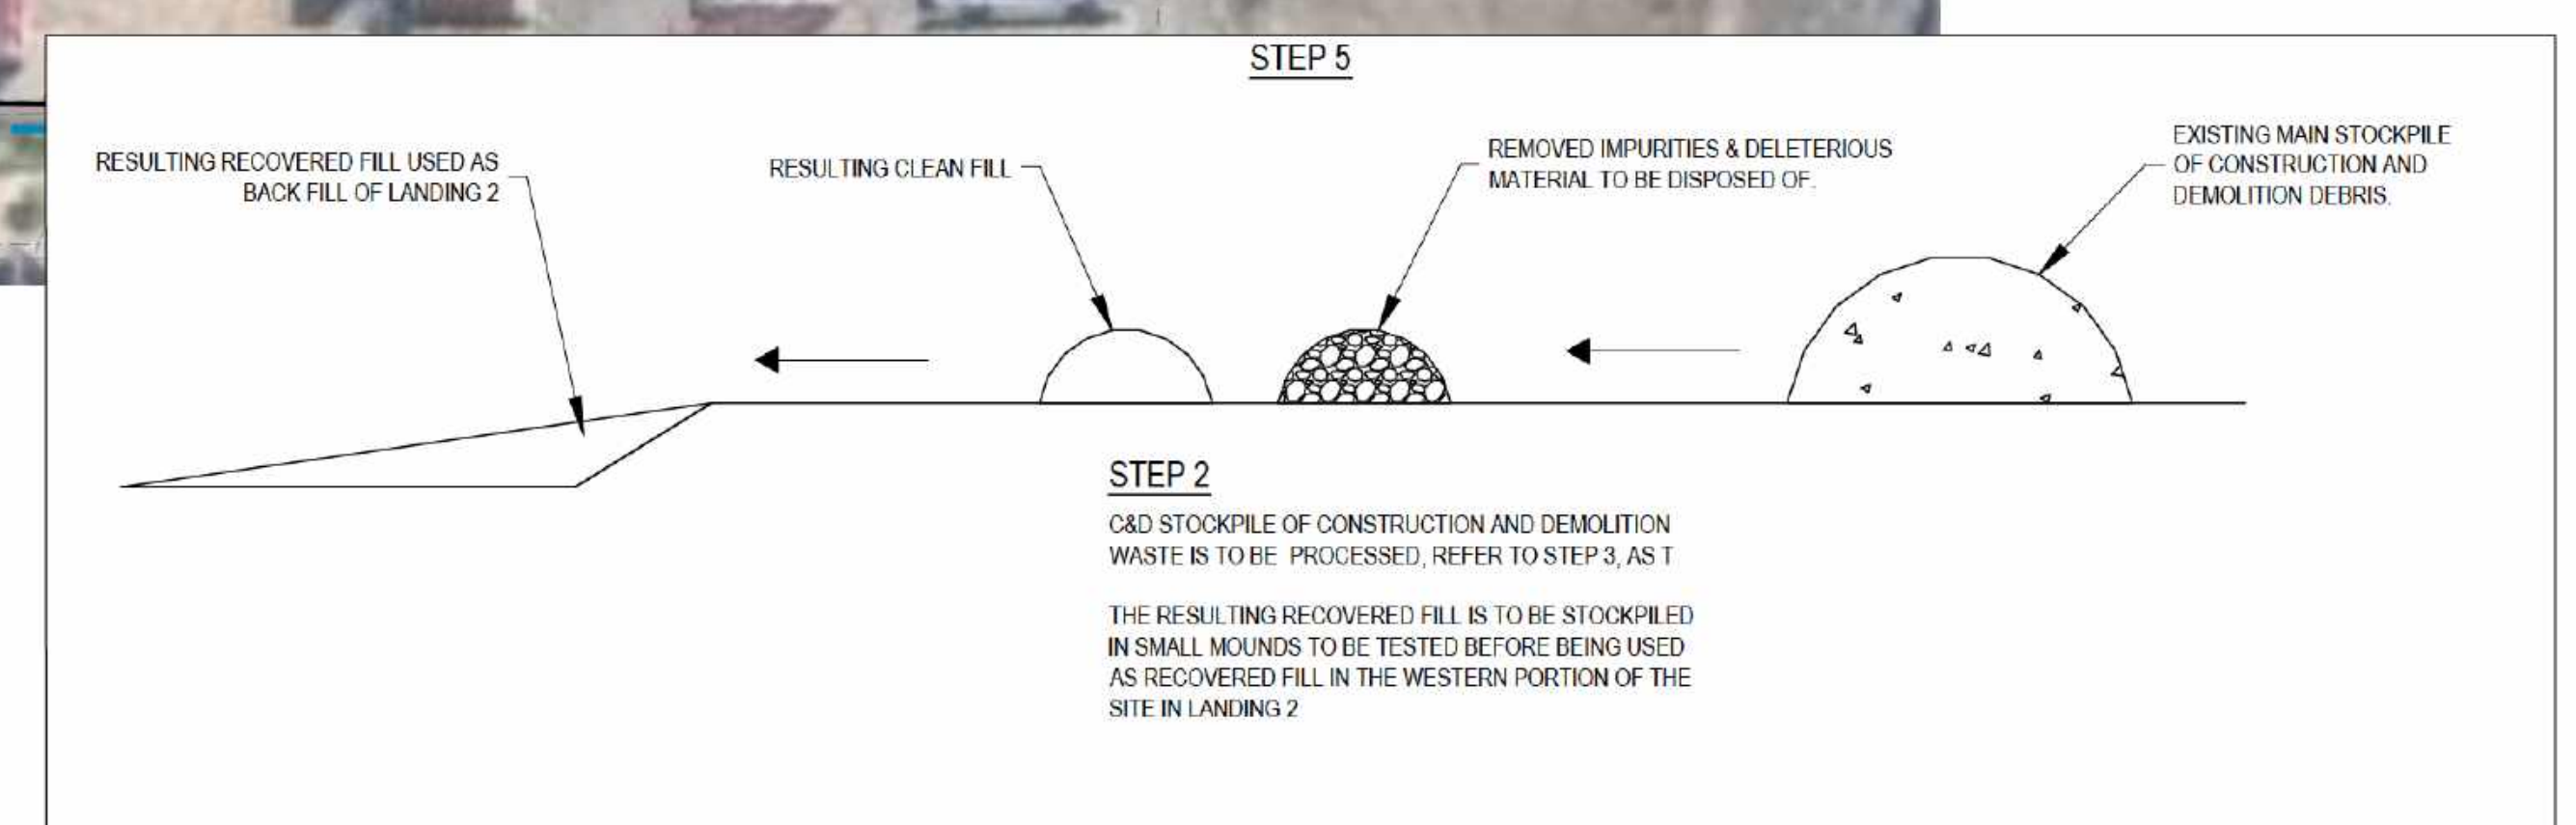 STEP 5
RESULTING RECOVERED FILL USED AS
BACK FILL OF LANDING 2
RESULTING CLEAN FILL
REMOVED IMPURITIES & DELETERIOUS
MATERIAL TO BE DISPOSED OF.
EXISTING MAIN STOCKPILE
OF CONSTRUCTION AND
DEMOLITION DEBRIS.
STEP 2
C&D STOCKPILE OF CONSTRUCTION AND DEMOLITION
WASTE IS TO BE PROCESSED, REFER TO STEP 3, AS T
THE RESULTING RECOVERED FILL IS TO BE STOCKPILED
IN SMALL MOUNDS TO BE TESTED BEFORE BEING USED
AS RECOVERED FILL IN THE WESTERN PORTION OF THE
SITE IN LANDING 2